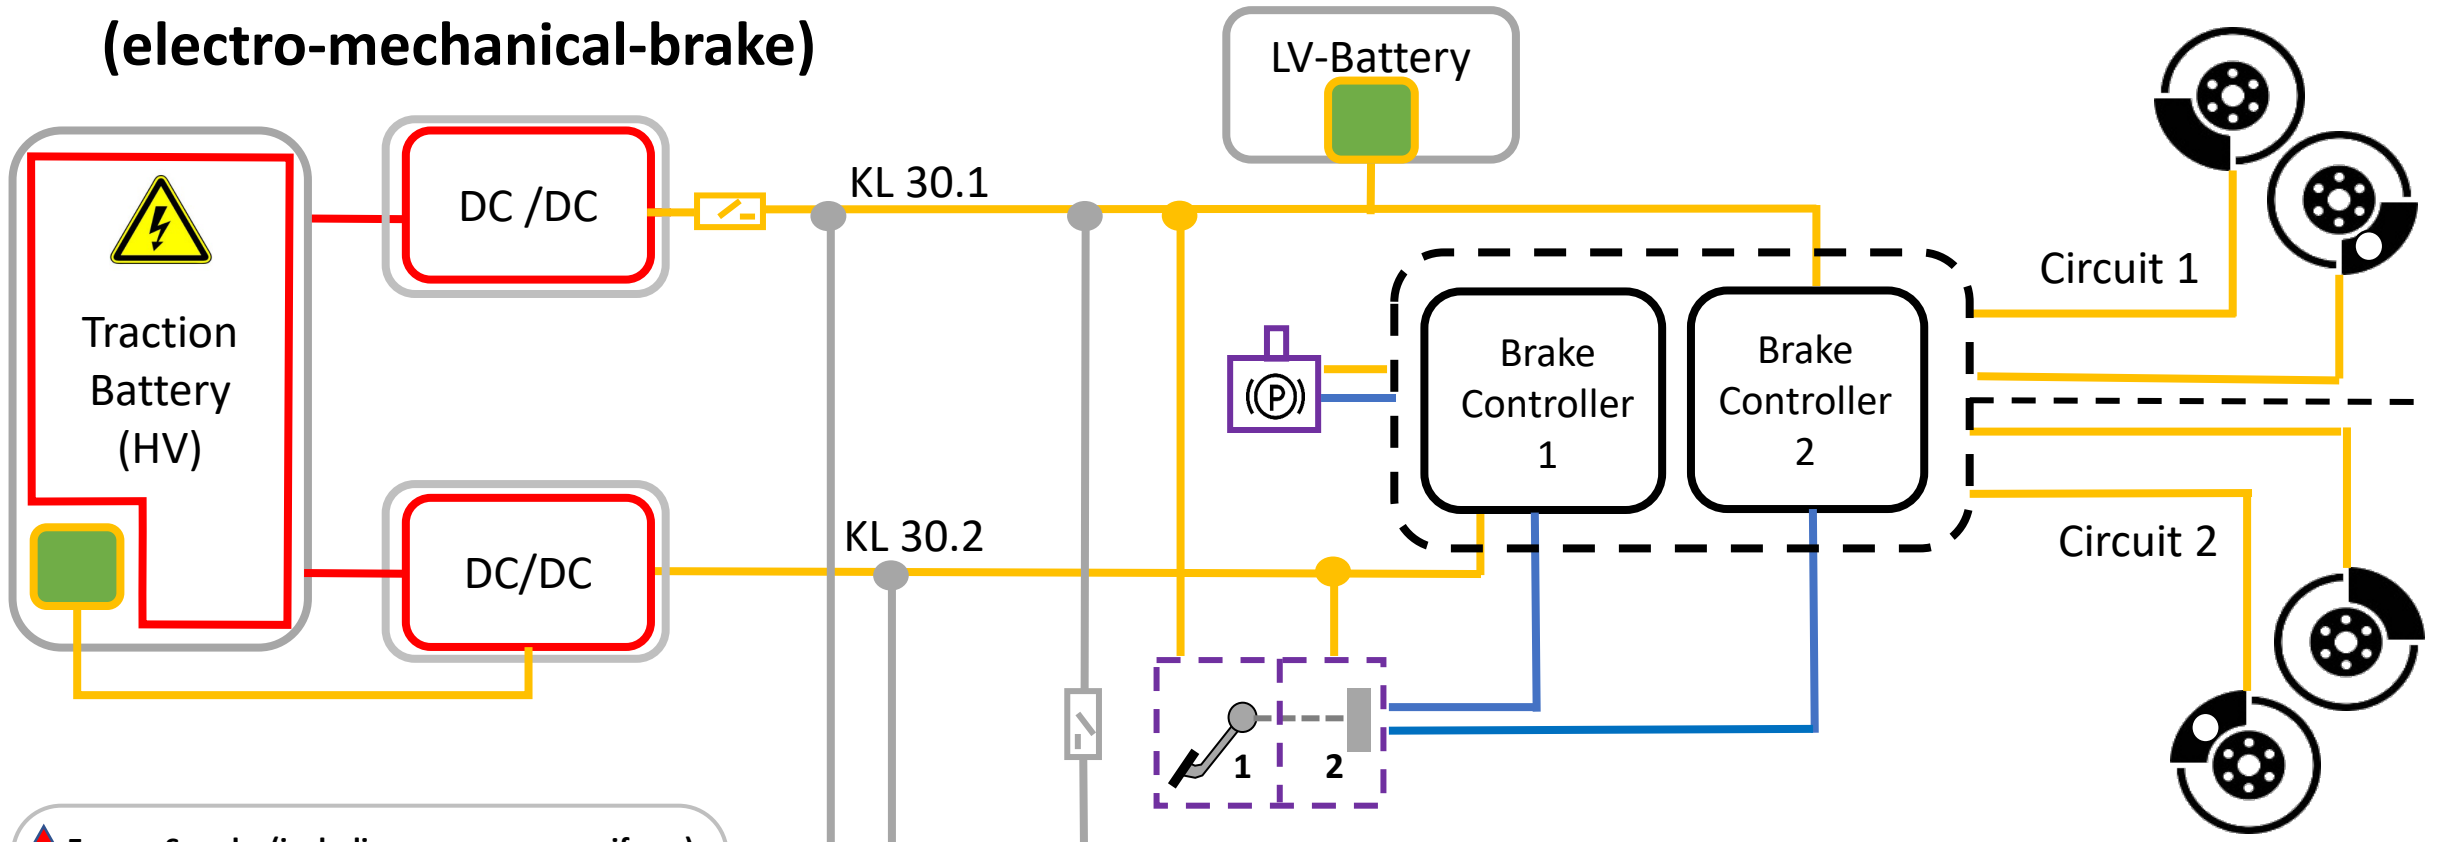 (electro-mechanical-brake)
LV-Battery
DC /DC
KL 30.1
Traction
Battery
(HV)
Circuit 1
Brake
Controller
1
Brake
Controller
2
P
KL 30.2
DC/DC
Circuit 2
1
2